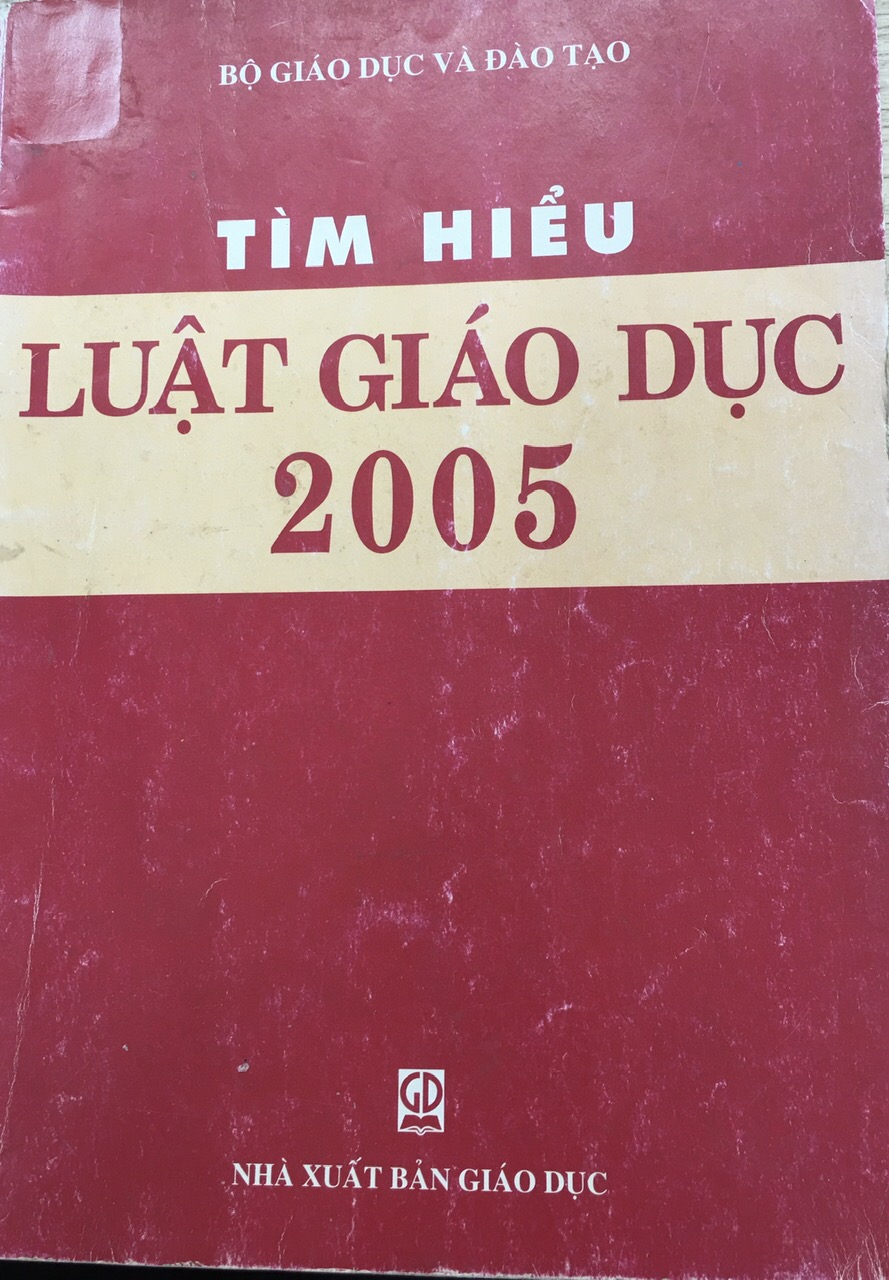 BỘ GIÁO DỤC VÀ ĐÀO TẠO
TÌM HIỂU
LUẬT GIÁO DỤC
2005
GD
NHÀ XUẤT BẢN GIÁO DỤC